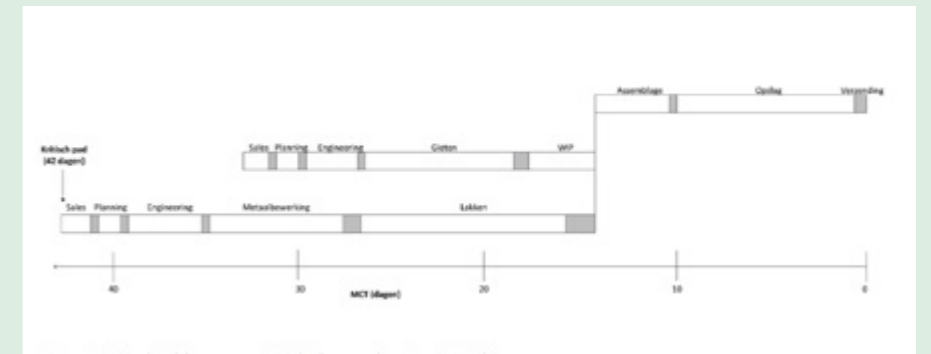 Assemblage Opslag Verzending
Sales Planning Engineering Gieten WIP
Kritisch pad
(42 dagen)
Sales Planning Engineering Metaalbewerking Lakken
40 30 20 10 0
MCT (dagen)